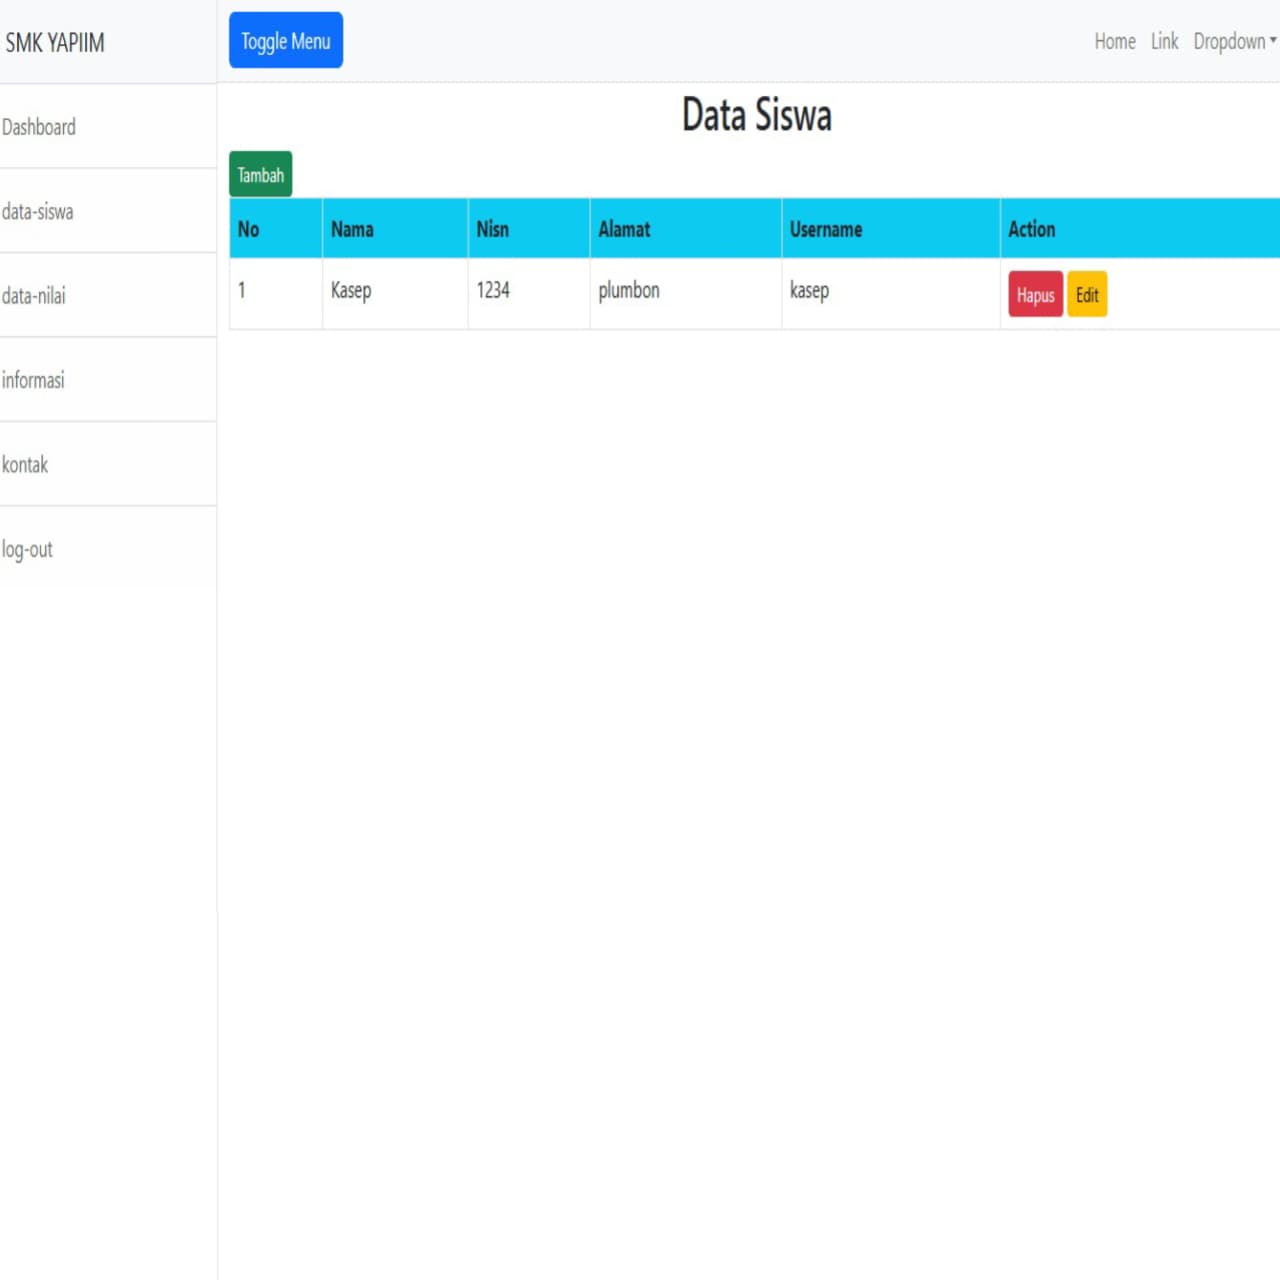 SMK YAPIIM
Toggle Menu
Home Link Dropdown
Dashboard
data-siswa
data-nilai
informasi
kontak
log-out
Data Siswa
Tambah
No Nama Nisn Alamat Username Action
1 Kasep 1234 plumbon kasep Hapus Edit